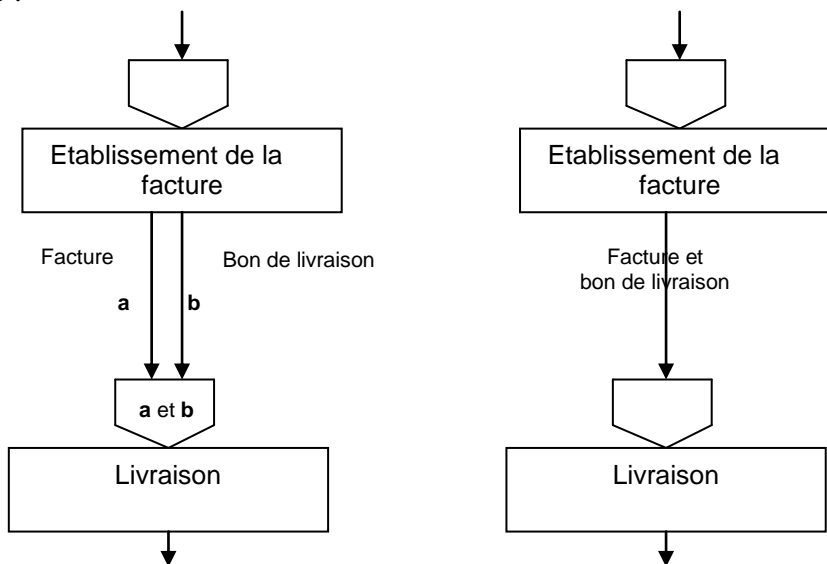 Etablissement de la
facture
Facture
Bon de livraison
a
b
a et b
Livraison
Etablissement de la
facture
Facture et
bon de livraison
Livraison